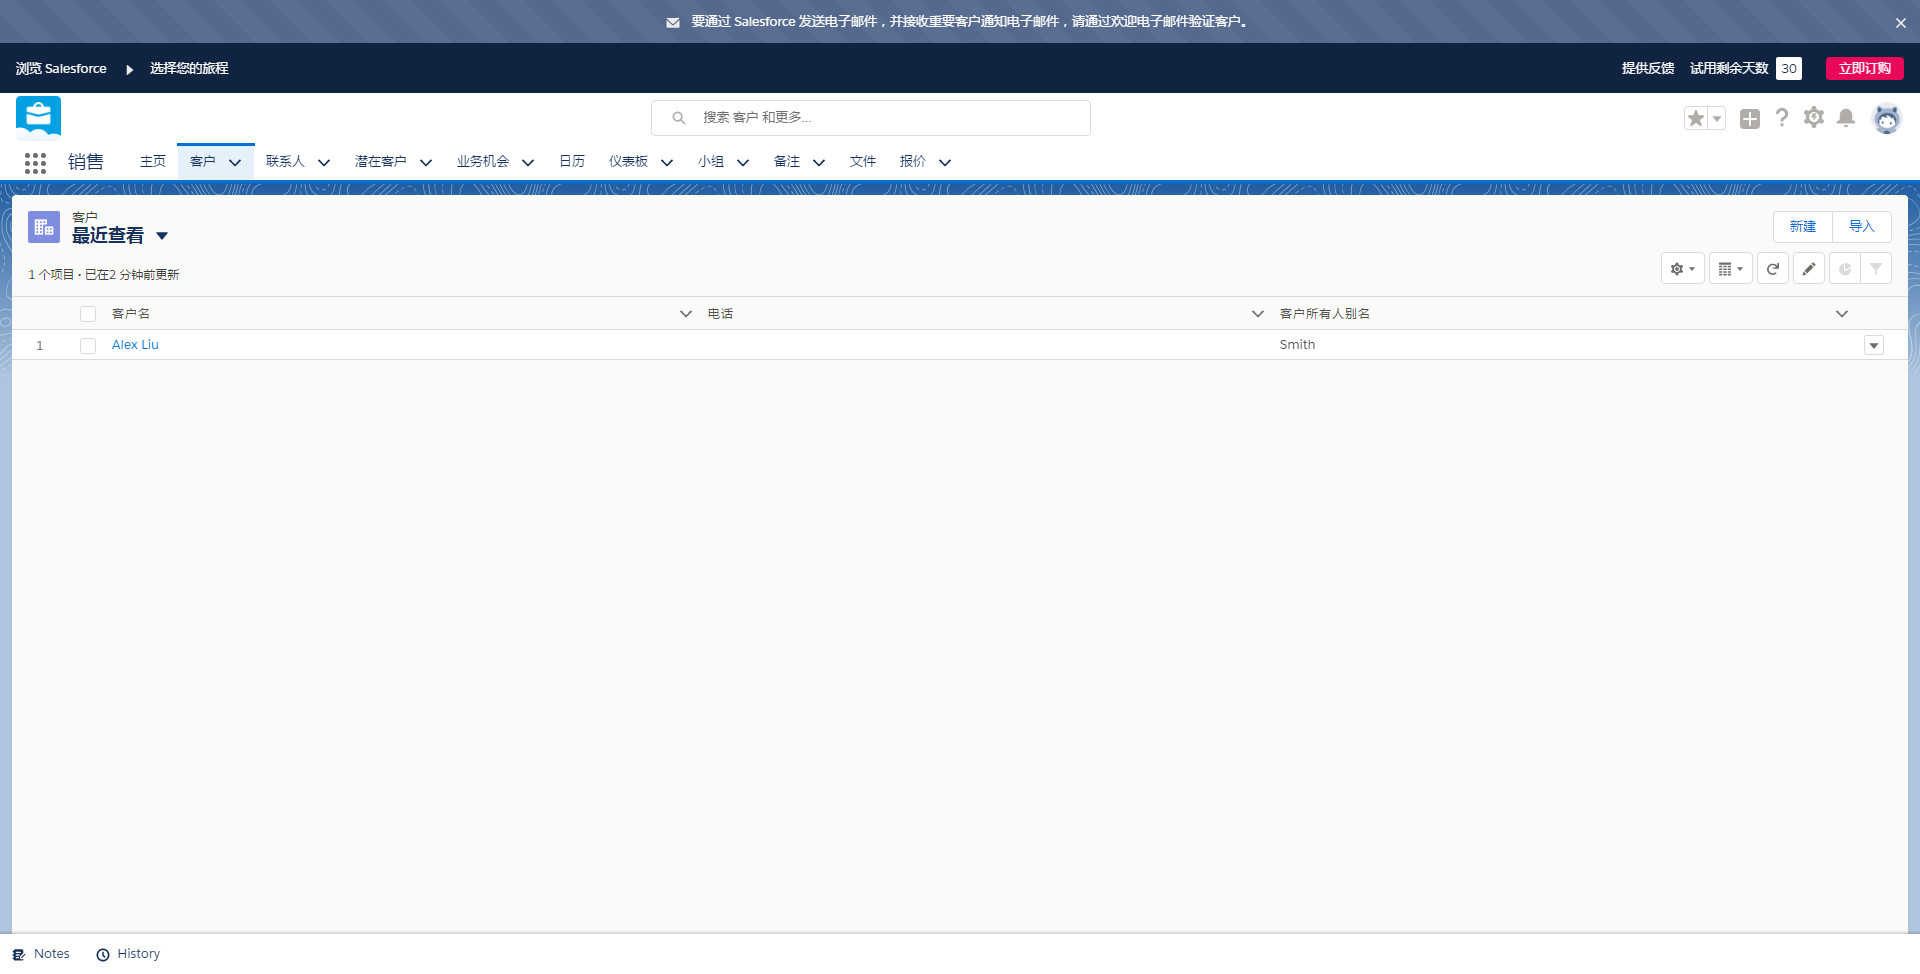 要通过 Salesforce 发送电子邮件，并接收重要客户通知电子邮件，请通过欢迎电子邮件验证客户。
浏览 Salesforce 选择您的旅程 提供反馈 试用剩余天数 30 立即订购
搜索 客户 和更多...
销售 主页 客户 联系人 潜在客户 业务机会 日历 仪表板 小组 备注 文件 报价
客户
最近查看
新建 导入
1 个项目 · 已在2 分钟前更新
客户名 电话 客户所有人别名
1 Alex Liu Smith
Notes History